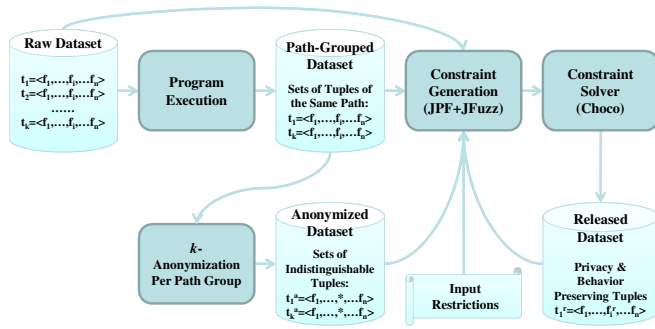 Raw Dataset
t₁=<f₁,…,fᵢ,…fₙ>
t₂=<f₁,…,fᵢ,…fₙ>
......
tₖ=<f₁,…,fᵢ,…fₙ>
Program
Execution
Path-Grouped
Dataset
Sets of Tuples of
the Same Path:
t₁=<f₁,…,fᵢ,…fₙ>
tₖ=<f₁,…,fᵢ,…fₙ>
Constraint
Generation
(JPF+JFuzz)
Constraint
Solver
(Choco)
k-
Anonymization
Per Path Group
Anonymized
Dataset
Sets of
Indistinguishable
Tuples:
t₁ᵃ=<f₁,…,*,…fₙ>
tₖᵃ=<f₁,…,*,…fₙ>
Input
Restrictions
Released
Dataset
Privacy &
Behavior
Preserving Tuples
t₁ʳ=<f₁,…,fᵢʳ,…fₙ>